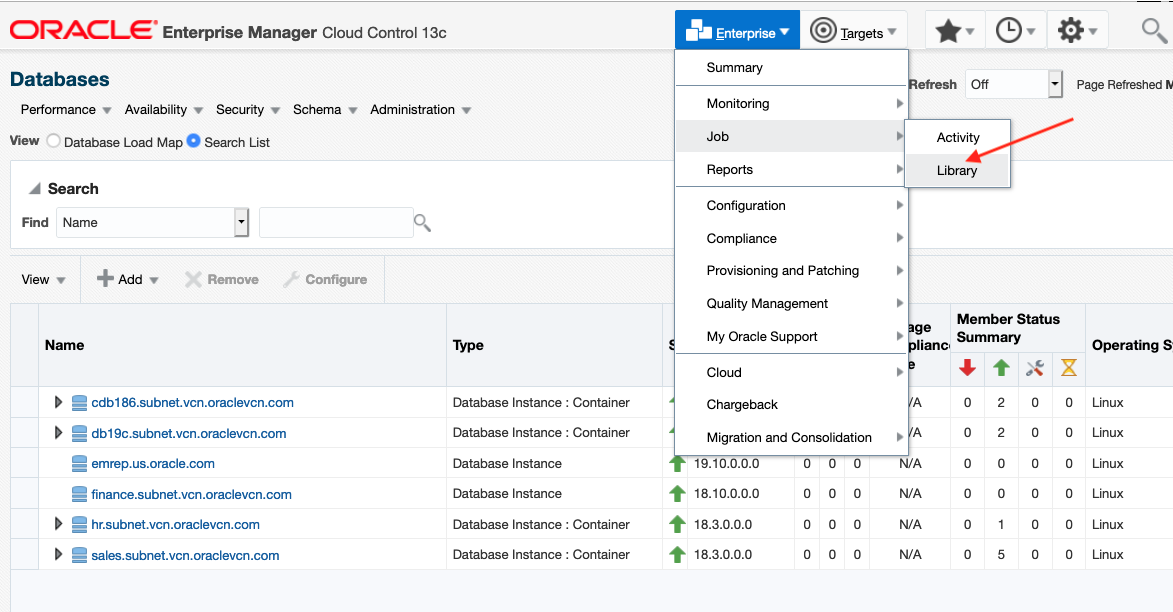 ORACLE® Enterprise Manager Cloud Control 13c
Enterprise Targets
Databases
Performance Availability Security Schema Administration
Refresh Off Page Refreshed M
View Database Load Map Search List
Summary
Monitoring
Job
Reports
Configuration
Compliance
Provisioning and Patching
Quality Management
My Oracle Support
Cloud
Chargeback
Migration and Consolidation
Activity
Library
Search
Find Name
View Add Remove Configure
Name Type S
age
plianc
e
Member Status
Summary
Operating S
cdb186.subnet.vcn.oraclevcn.com Database Instance : Container /A 0 2 0 0 Linux
db19c.subnet.vcn.oraclevcn.com Database Instance : Container /A 0 2 0 0 Linux
emrep.us.oracle.com Database Instance 19.10.0.0.0 0 0 0 N/A 0 0 0 0 Linux
finance.subnet.vcn.oraclevcn.com Database Instance 18.10.0.0.0 0 0 0 N/A 0 0 0 0 Linux
hr.subnet.vcn.oraclevcn.com Database Instance : Container 18.3.0.0.0 0 0 0 N/A 0 1 0 0 Linux
sales.subnet.vcn.oraclevcn.com Database Instance : Container 18.3.0.0.0 0 0 0 N/A 0 5 0 0 Linux